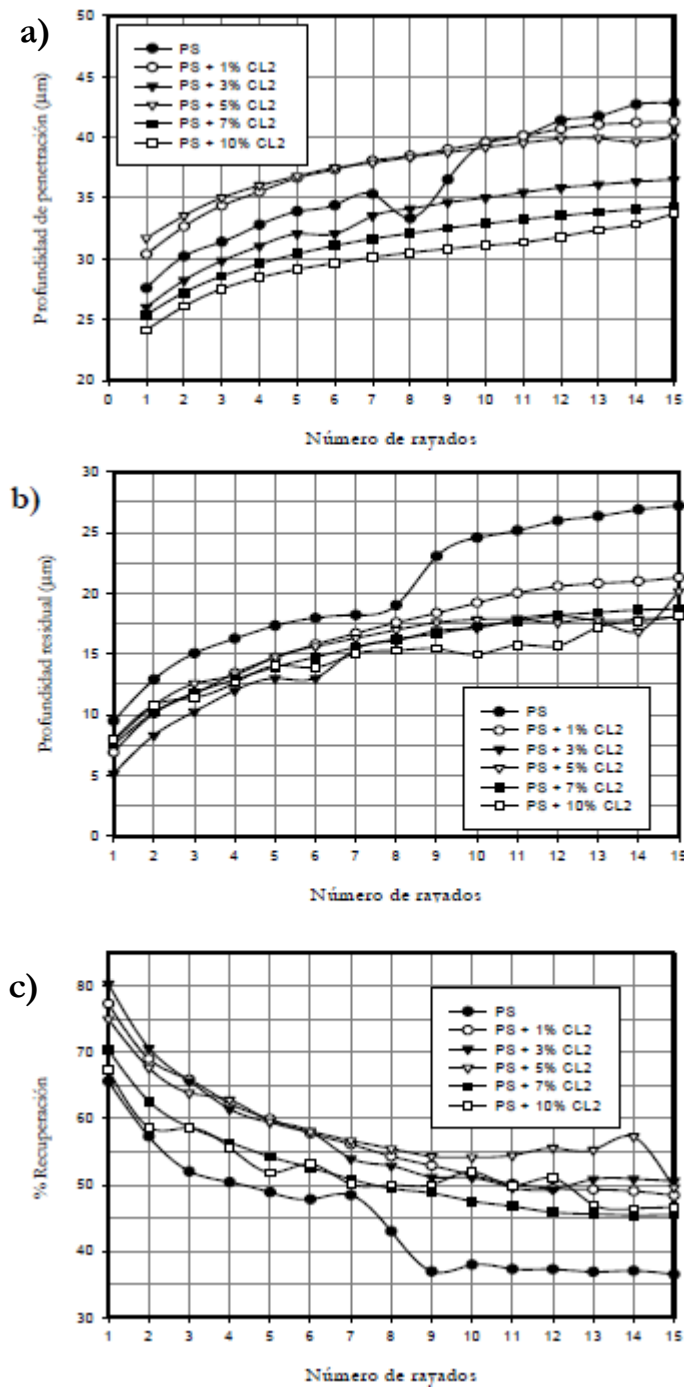 a)
Profundidad de penetración (µm)
50
45
40
35
30
25
20
PS
PS + 1% CL2
PS + 3% CL2
PS + 5% CL2
PS + 7% CL2
PS + 10% CL2
0 1 2 3 4 5 6 7 8 9 10 11 12 13 14 15
Número de rayados
b)
Profundidad residual (µm)
30
25
20
15
10
5
0
PS
PS + 1% CL2
PS + 3% CL2
PS + 5% CL2
PS + 7% CL2
PS + 10% CL2
1 2 3 4 5 6 7 8 9 10 11 12 13 14 15
Número de rayados
c)
% Recuperación
80
70
60
50
40
30
PS
PS + 1% CL2
PS + 3% CL2
PS + 5% CL2
PS + 7% CL2
PS + 10% CL2
1 2 3 4 5 6 7 8 9 10 11 12 13 14 15
Número de rayados